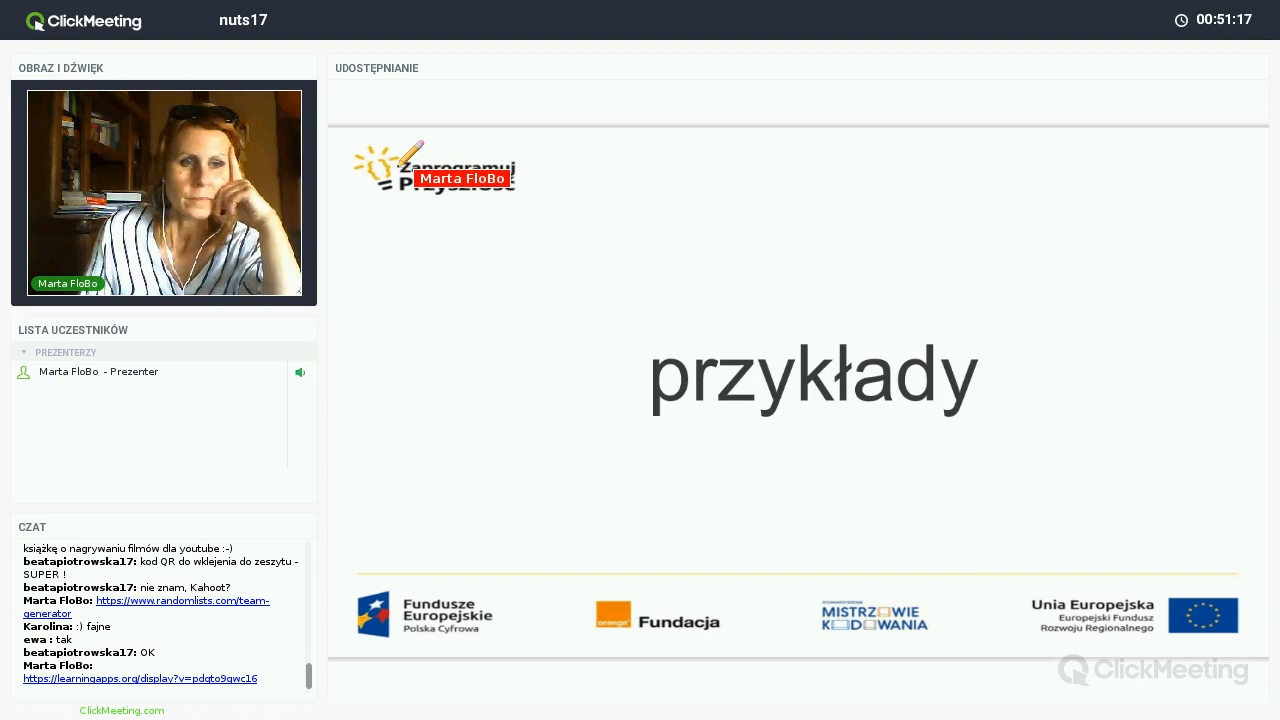 ClickMeeting
nuts17
00:51:17
OBRAZ I DŹWIĘK
Marta FloBo
LISTA UCZESTNIKÓW
PREZENTERZY
Marta FloBo - Prezenter
CZAT
książkę o nagrywaniu filmów dla youtube :-)
beatapiotrowska17: kod QR do wklejenia do zeszytu -
SUPER !
beatapiotrowska17: nie znam, Kahoot?
Marta FloBo: https://www.randomlists.com/team-
generator
Karolina: :) fajne
ewa : tak
beatapiotrowska17: OK
Marta FloBo:
https://learningapps.org/display?v=pdqto9qwc16
ClickMeeting.com
UDOSTĘPNIANIE
Zaprogramuj
Przyszłość
Marta FloBo
przykłady
Fundusze
Europejskie
Polska Cyfrowa
orange
Fundacja
STOWARZYSZENIE
MISTRZOWIE
KODOWANIA
Unia Europejska
Europejski Fundusz
Rozwoju Regionalnego
ClickMeeting